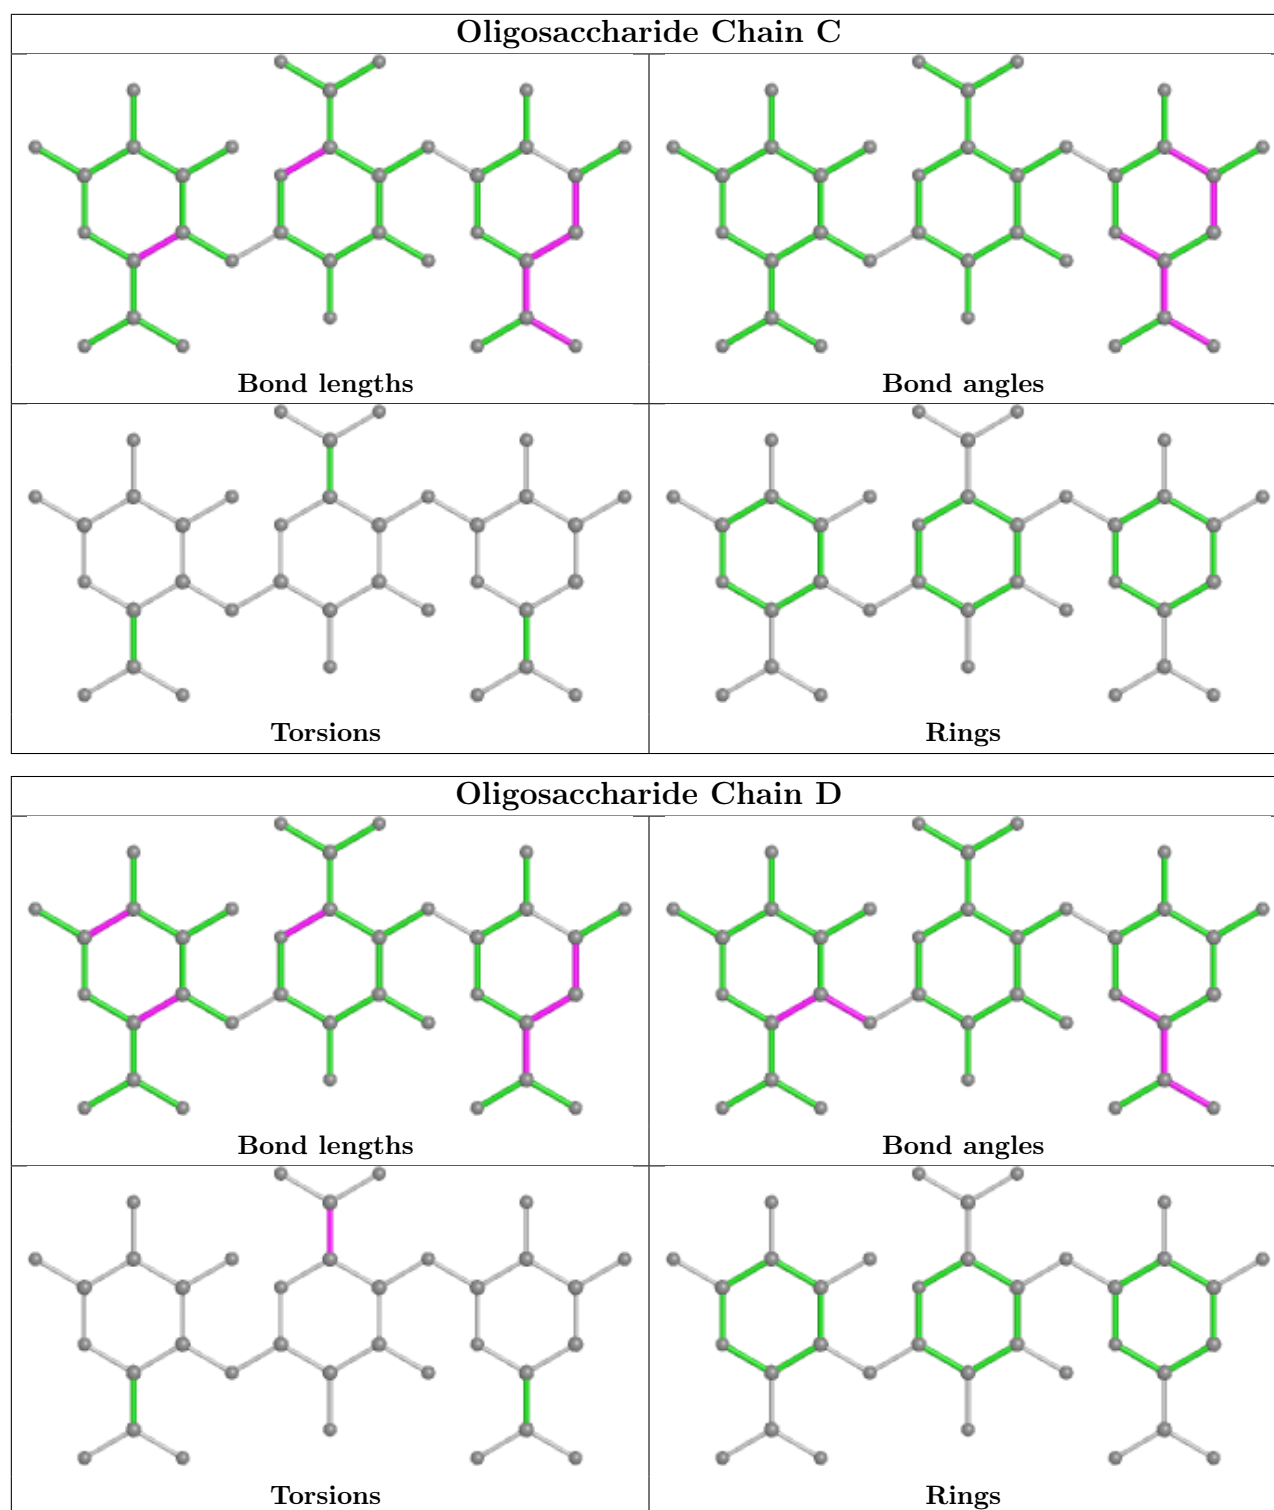 Oligosaccharide Chain C
Bond lengths
Bond angles
Torsions
Rings
Oligosaccharide Chain D
Bond lengths
Bond angles
Torsions
Rings